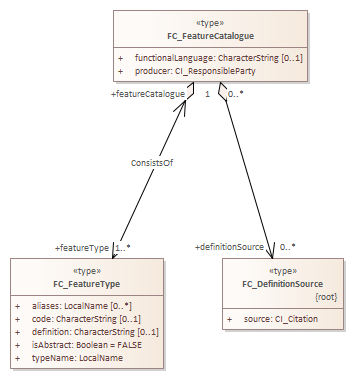 «type»
FC_FeatureCatalogue
+ functionalLanguage: CharacterString [0..1]
+ producer: CI_ResponsibleParty
+featureCatalogue 1 0..*
ConsistsOf
+featureType 1..* +definitionSource 0..*
«type»
FC_FeatureType
+ aliases: LocalName [0..*]
+ code: CharacterString [0..1]
+ definition: CharacterString [0..1]
+ isAbstract: Boolean = FALSE
+ typeName: LocalName
«type»
FC_DefinitionSource
{root}
+ source: CI_Citation